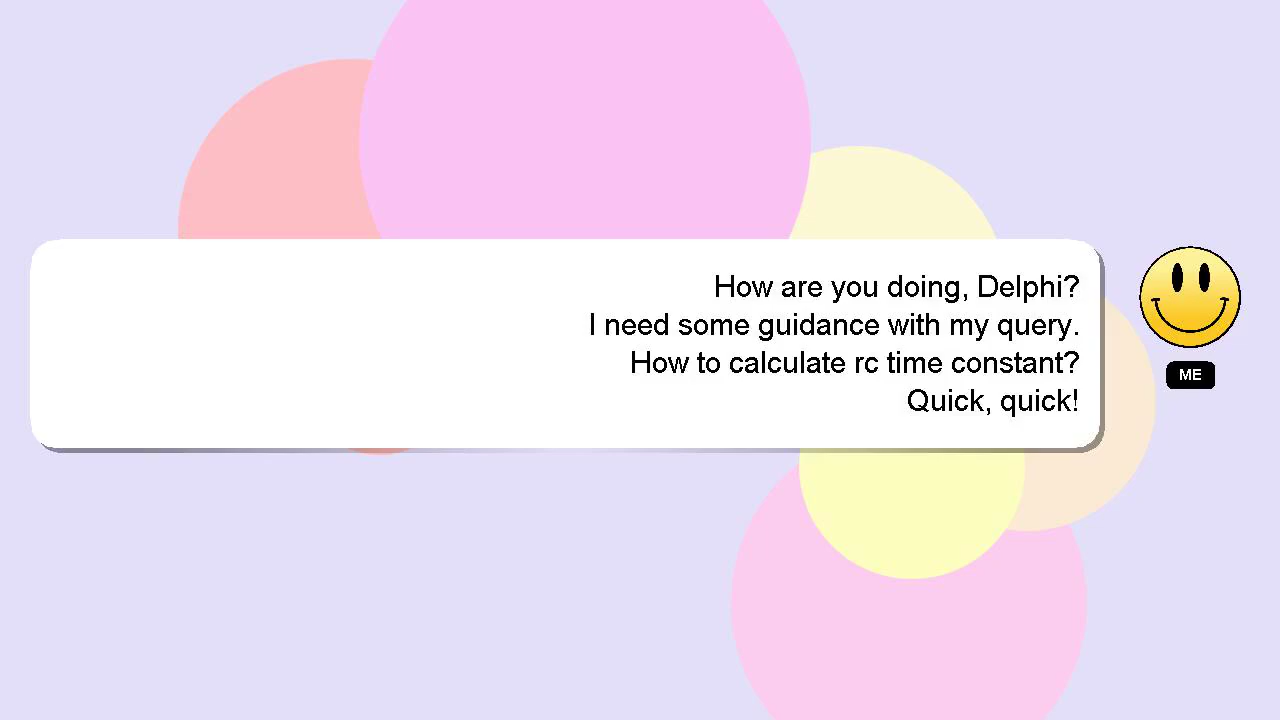 How are you doing, Delphi?
I need some guidance with my query.
How to calculate rc time constant?
Quick, quick!
ME